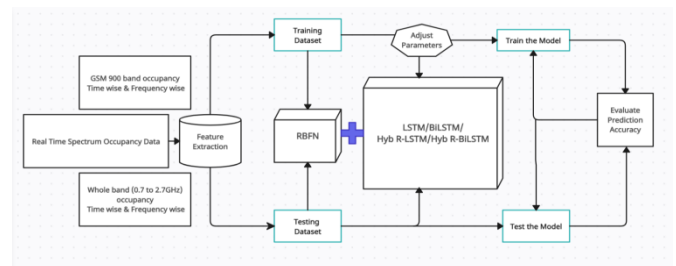 Training
Dataset
Adjust
Parameters
Train the Model
GSM 900 band occupancy
Time wise & Frequency wise
Real Time Spectrum Occupancy Data
Feature
Extraction
RBFN
LSTM/BiLSTM/
Hyb R-LSTM/Hyb R-BiLSTM
Evaluate
Prediction
Accuracy
Whole band (0.7 to 2.7GHz)
occupancy
Time wise & Frequency wise
Testing
Dataset
Test the Model